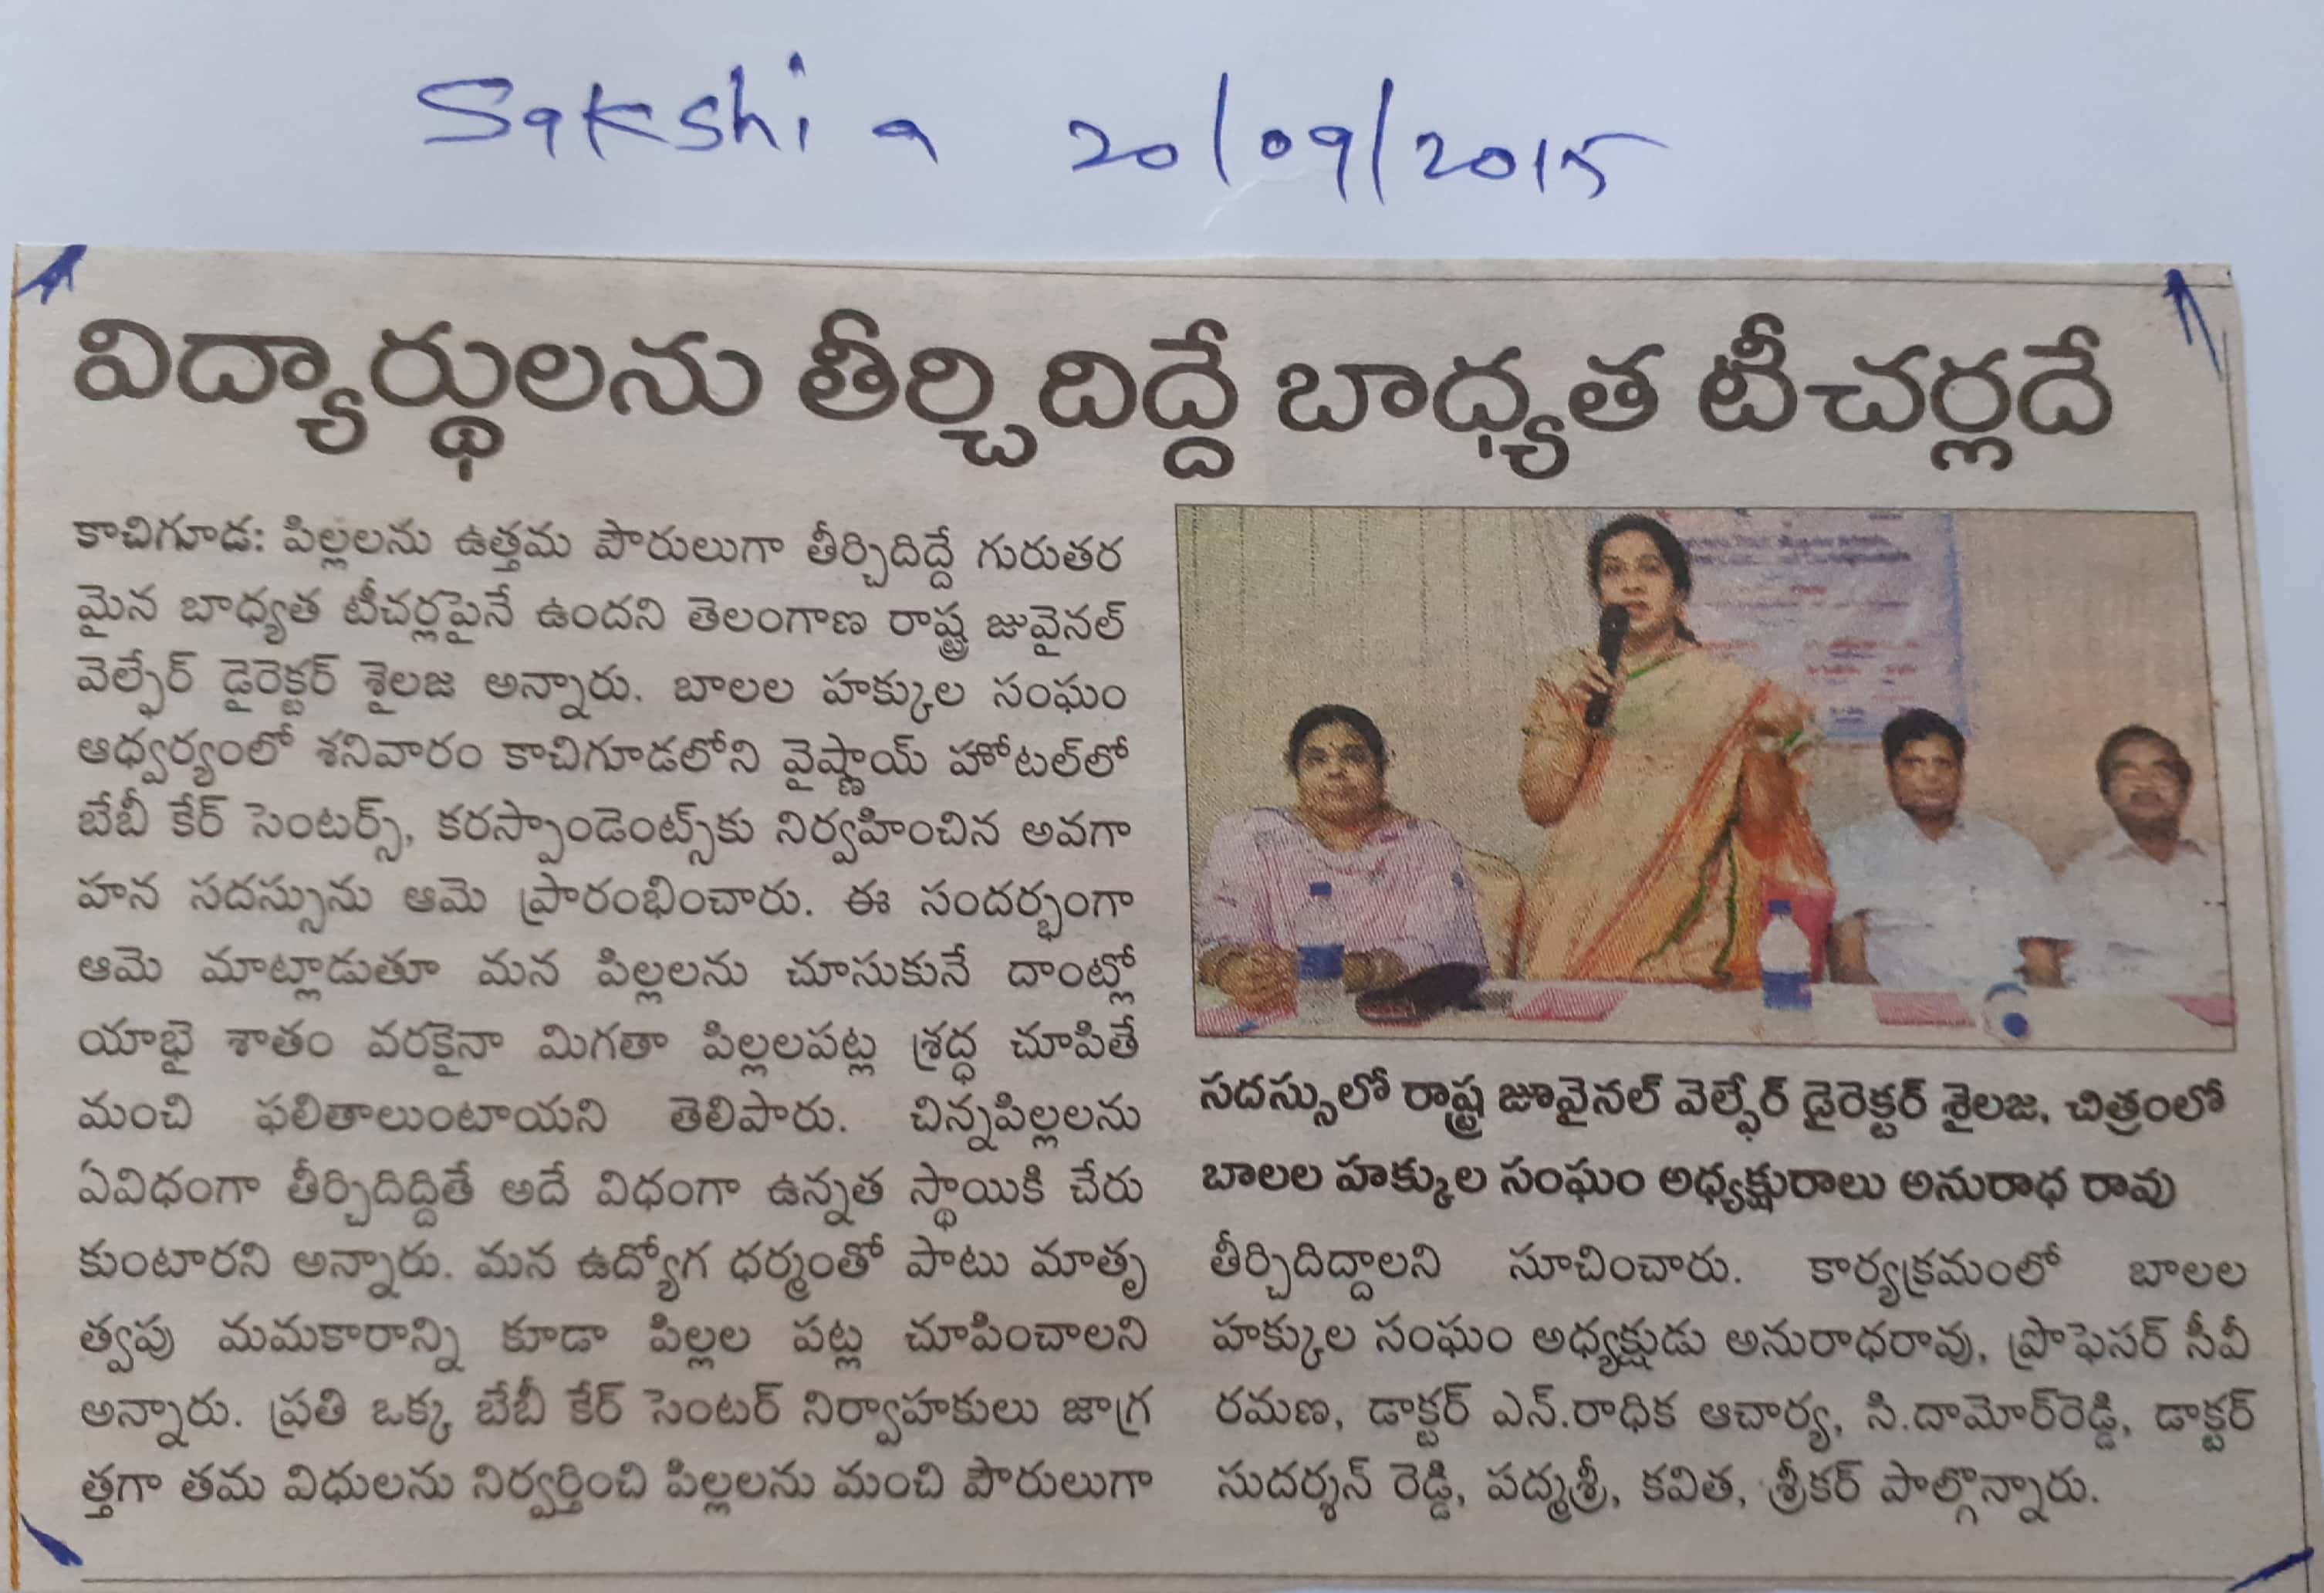 Sakshi 20/09/2015
విద్యార్థులను తీర్చిదిద్దే బాధ్యత టీచర్లదే
కాచిగూడ: పిల్లలను ఉత్తమ పౌరులుగా తీర్చిదిద్దే గురుతర
మైన బాధ్యత టీచర్లపైనే ఉందని తెలంగాణ రాష్ట్ర జువైనల్
వెల్ఫేర్ డైరెక్టర్ శైలజ అన్నారు. బాలల హక్కుల సంఘం
ఆధ్వర్యంలో శనివారం కాచిగూడలోని వైష్ణాయ్ హోటల్‌లో
బేబీ కేర్ సెంటర్స్, కరస్పాండెంట్స్‌కు నిర్వహించిన అవగా
హన సదస్సును ఆమె ప్రారంభించారు. ఈ సందర్భంగా
ఆమె మాట్లాడుతూ మన పిల్లలను చూసుకునే దాంట్లో
యాభై శాతం వరకైనా మిగతా పిల్లలపట్ల శ్రద్ధ చూపితే
మంచి ఫలితాలుంటాయని తెలిపారు. చిన్నపిల్లలను
ఏవిధంగా తీర్చిదిద్దితే అదే విధంగా ఉన్నత స్థాయికి చేరు
కుంటారని అన్నారు. మన ఉద్యోగ ధర్మంతో పాటు మాతృ
త్వపు మమకారాన్ని కూడా పిల్లల పట్ల చూపించాలని
అన్నారు. ప్రతి ఒక్క బేబీ కేర్ సెంటర్ నిర్వాహకులు జాగ్ర
త్తగా తమ విధులను నిర్వర్తించి పిల్లలను మంచి పౌరులుగా
సదస్సులో రాష్ట్ర జూవైనల్ వెల్ఫేర్ డైరెక్టర్ శైలజ, చిత్రంలో
బాలల హక్కుల సంఘం అధ్యక్షురాలు అనురాధ రావు
తీర్చిదిద్దాలని సూచించారు. కార్యక్రమంలో బాలల
హక్కుల సంఘం అధ్యక్షుడు అనురాధరావు, ప్రొఫెసర్ సీవీ
రమణ, డాక్టర్ ఎన్.రాధిక ఆచార్య, సి.దామోర్‌రెడ్డి, డాక్టర్
సుదర్శన్ రెడ్డి, పద్మశ్రీ, కవిత, శ్రీకర్ పాల్గొన్నారు.